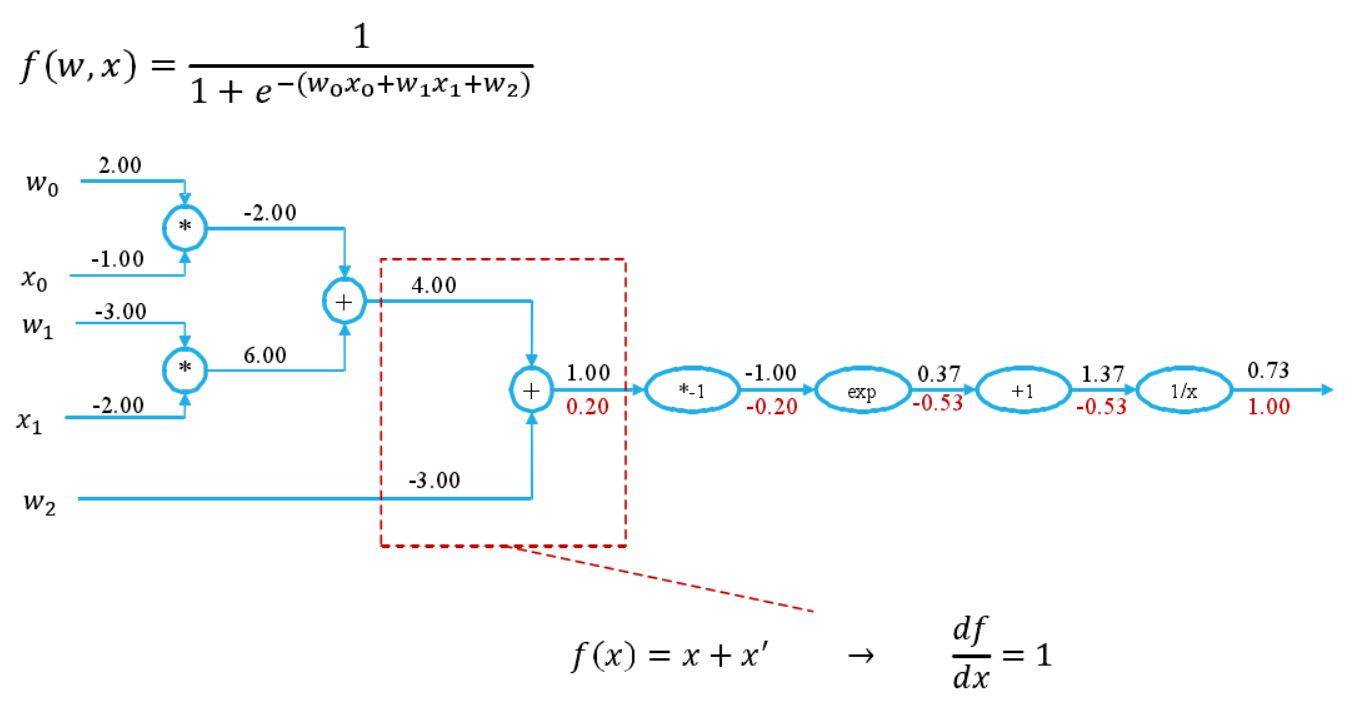 f(w, x) = 1 / (1 + e^−(w₀x₀+w₁x₁+w₂))
w₀ 2.00
*
-2.00
x₀ -1.00
w₁ -3.00
+
4.00
*
6.00
x₁ -2.00
+ 1.00 *-1 -1.00 exp 0.37 +1 1.37 1/x 0.73
0.20 -0.20 -0.53 -0.53 1.00
w₂ -3.00
f(x) = x + x′ → df/dx = 1